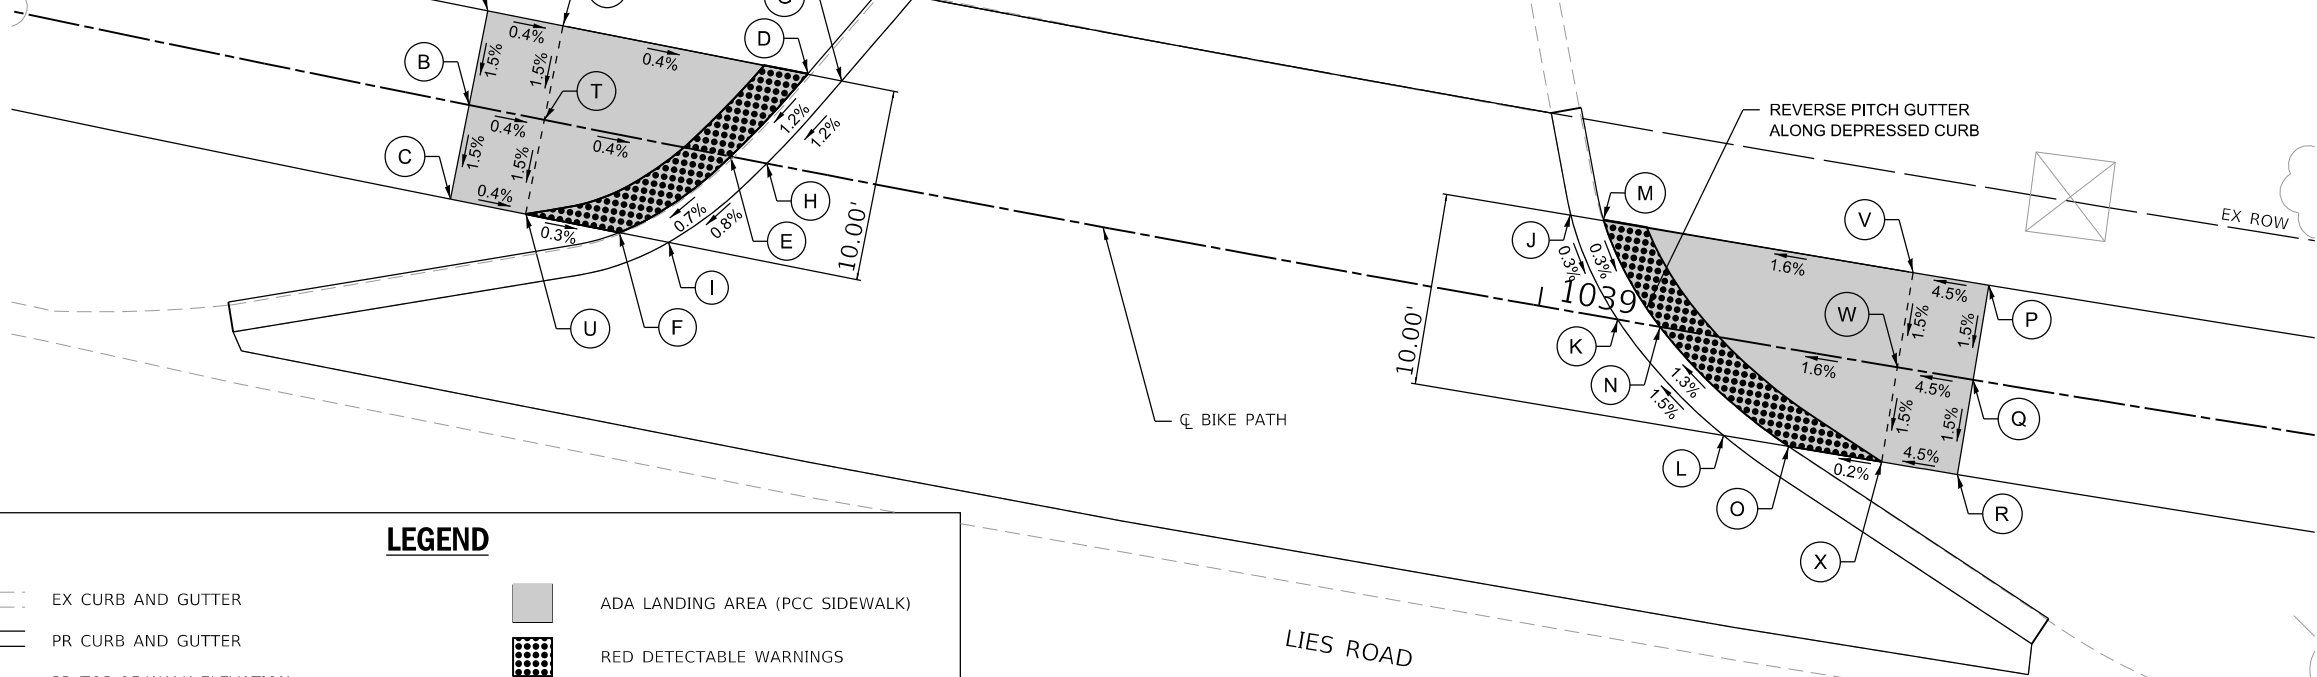 0.4%
0.4%
1.5%
1.5%
D
B
T
1.2%
1.2%
0.4%
0.4%
C
1.5%
1.5%
0.4%
0.3%
0.7%
0.8%
H
E
10.00'
I
U
F
REVERSE PITCH GUTTER
ALONG DEPRESSED CURB
M
V
EX ROW
J
0.3%
0.3%
1.6%
4.5%
1039
W
P
1.5%
1.5%
10.00'
K
N
1.6%
4.5%
1.3%
1.5%
1.5%
1.5%
Q
℄ BIKE PATH
L
0.2%
4.5%
O
R
X
LEGEND
EX CURB AND GUTTER
ADA LANDING AREA (PCC SIDEWALK)
PR CURB AND GUTTER
RED DETECTABLE WARNINGS
LIES ROAD